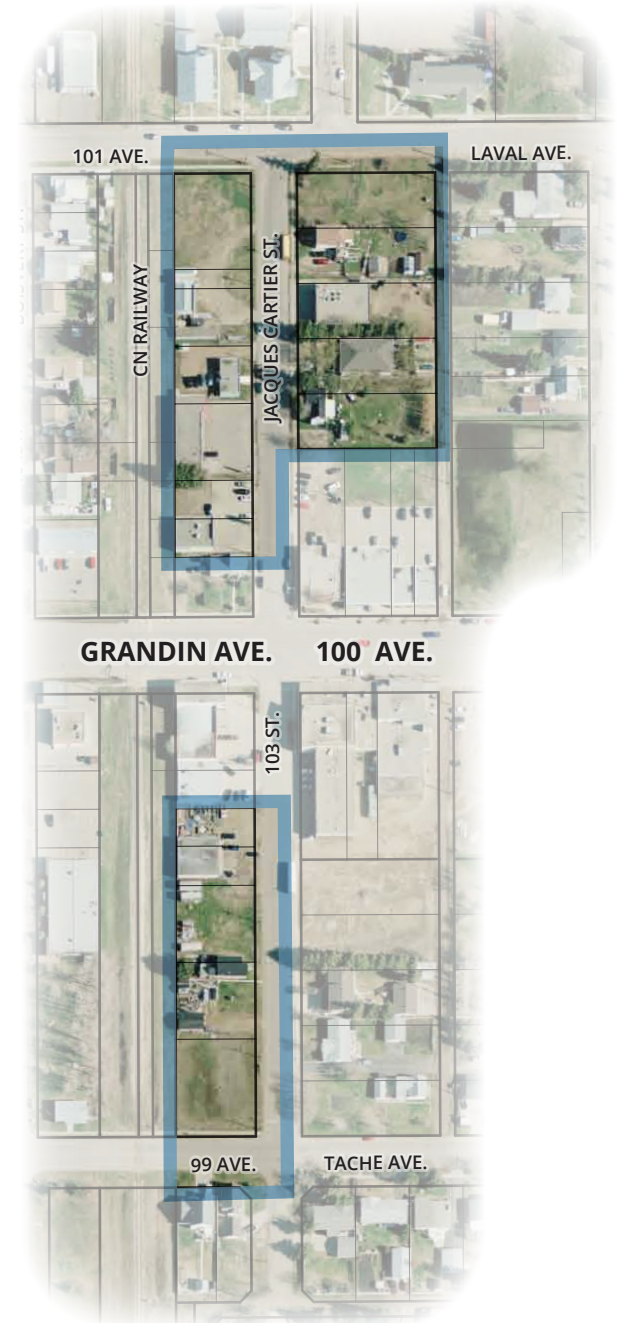 101 AVE.
LAVAL AVE.
CN RAILWAY
JACQUES CARTIER ST.
GRANDIN AVE.
100 AVE.
103 ST.
99 AVE.
TACHE AVE.